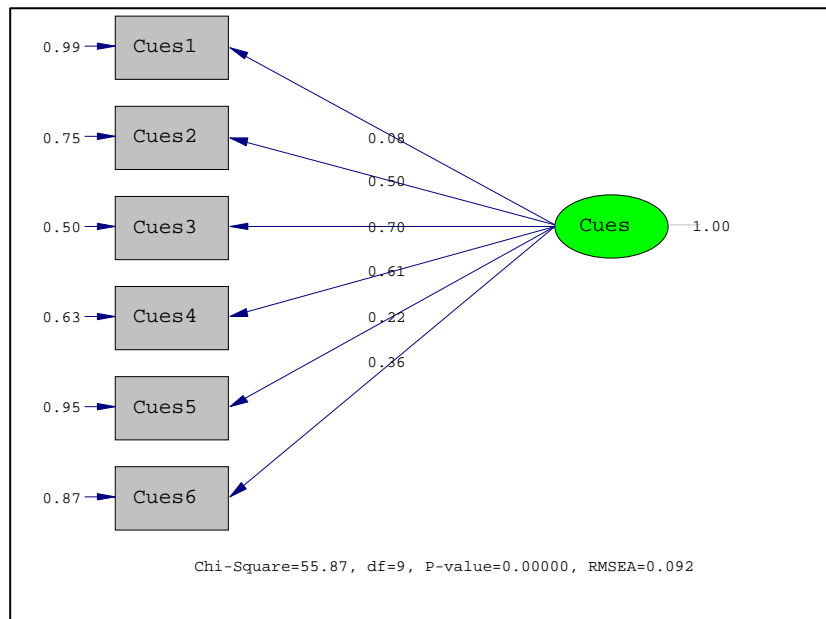 0.99 Cues1
0.08
0.75 Cues2
0.50
0.50 Cues3 0.70 Cues 1.00
0.61
0.63 Cues4 0.22
0.36
0.95 Cues5
0.87 Cues6
Chi-Square=55.87, df=9, P-value=0.00000, RMSEA=0.092